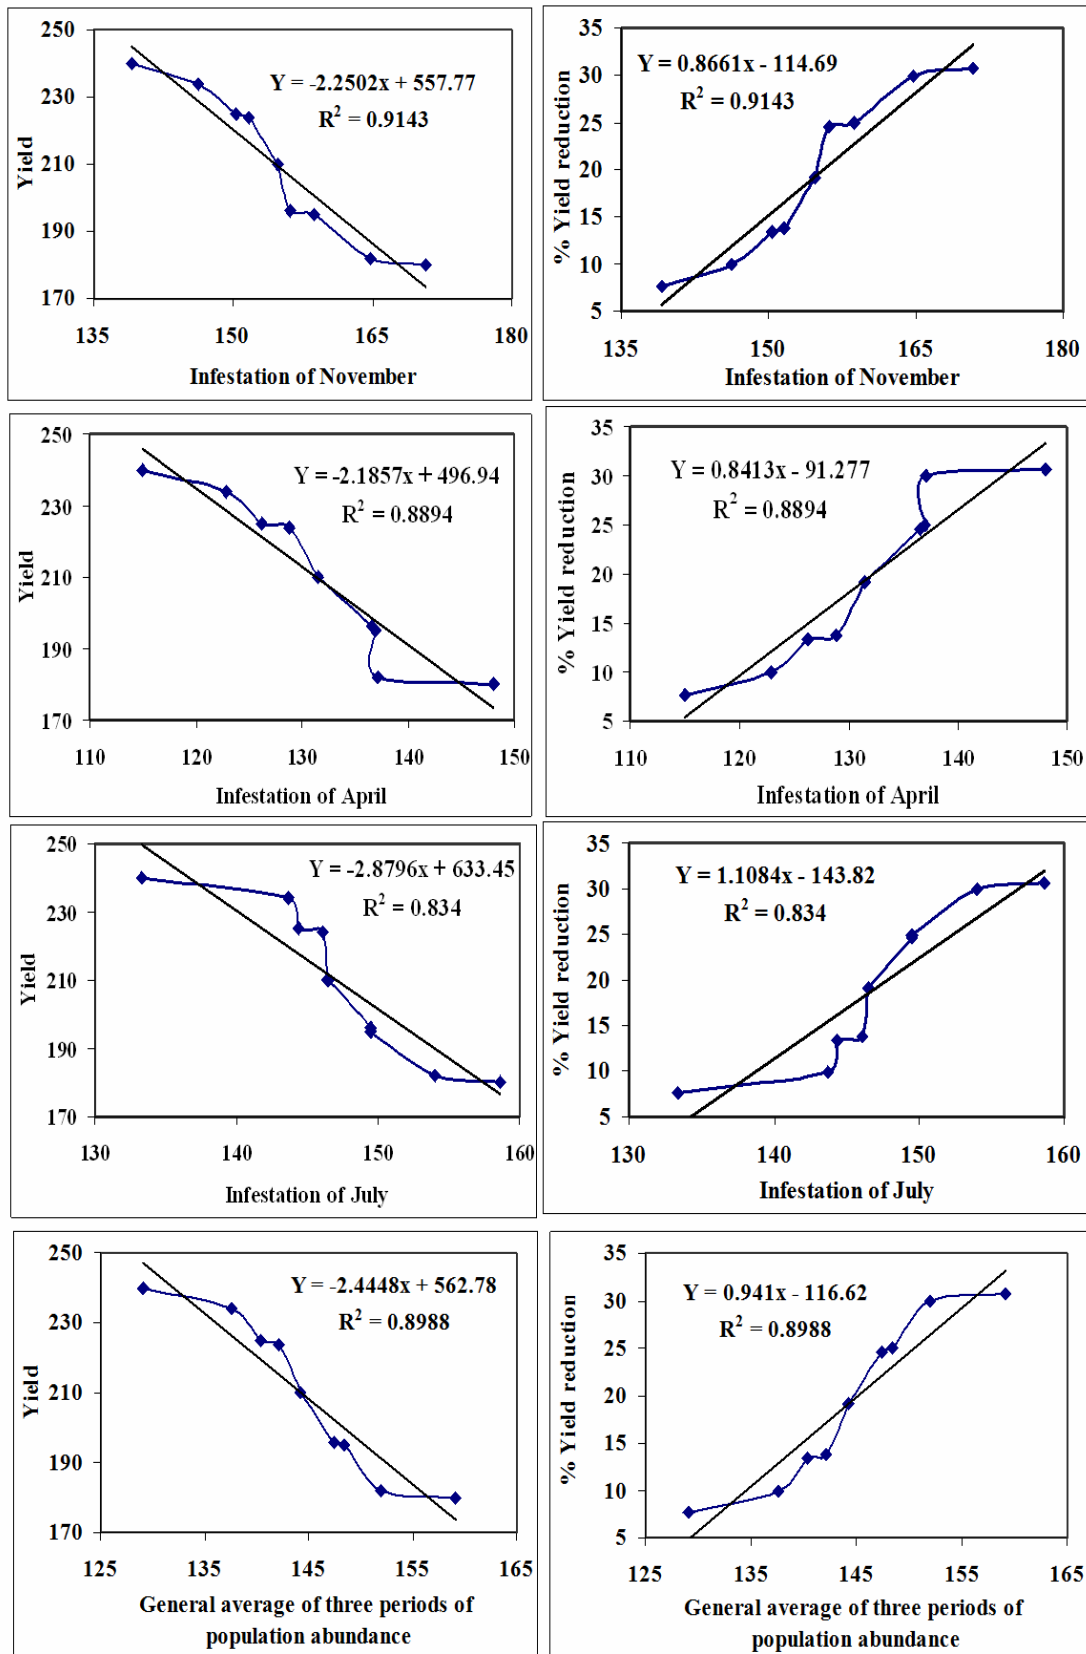 250
230
210
190
170
Yield
Y = -2.2502x + 557.77
R² = 0.9143
135 150 165 180
Infestation of November
35
30
25
20
15
10
5
% Yield reduction
Y = 0.8661x - 114.69
R² = 0.9143
135 150 165 180
Infestation of November
250
230
210
190
170
Yield
Y = -2.1857x + 496.94
R² = 0.8894
110 120 130 140 150
Infestation of April
35
30
25
20
15
10
5
% Yield reduction
Y = 0.8413x - 91.277
R² = 0.8894
110 120 130 140 150
Infestation of April
250
230
210
190
170
Yield
Y = -2.8796x + 633.45
R² = 0.834
130 140 150 160
Infestation of July
35
30
25
20
15
10
5
% Yield reduction
Y = 1.1084x - 143.82
R² = 0.834
130 140 150 160
Infestation of July
250
230
210
190
170
Yield
Y = -2.4448x + 562.78
R² = 0.8988
125 135 145 155 165
General average of three periods of
population abundance
35
30
25
20
15
10
5
% Yield reduction
Y = 0.941x - 116.62
R² = 0.8988
125 135 145 155 165
General average of three periods of
population abundance